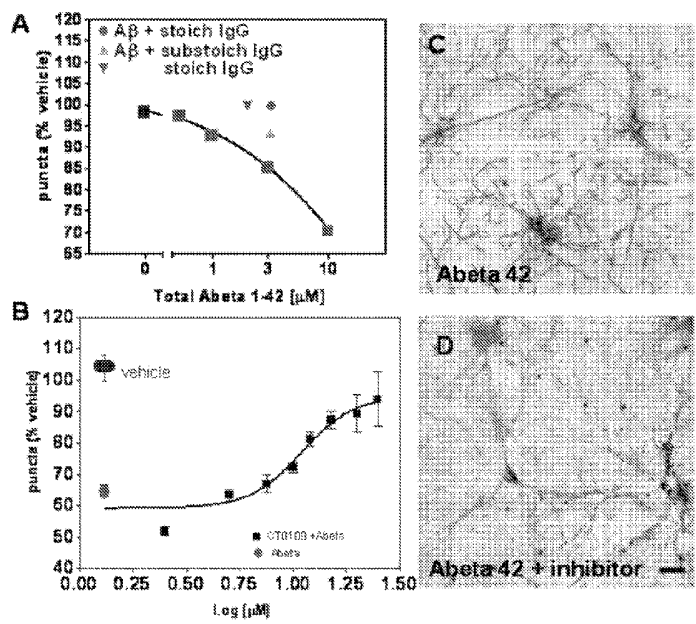 A
120
115
110
105
100
95
90
85
80
75
70
65
puncta (% vehicle)
Aβ + stoich IgG
Aβ + substoich IgG
stoich IgG
0
1
3
10
Total Abeta 1-42 [µM]
B
120
110
100
90
80
70
60
50
40
puncta (% vehicle)
vehicle
CT0109 +Abeta
Abeta
0.00
0.25
0.50
0.75
1.00
1.25
1.50
Log [µM]
C
Abeta 42
D
Abeta 42 + inhibitor